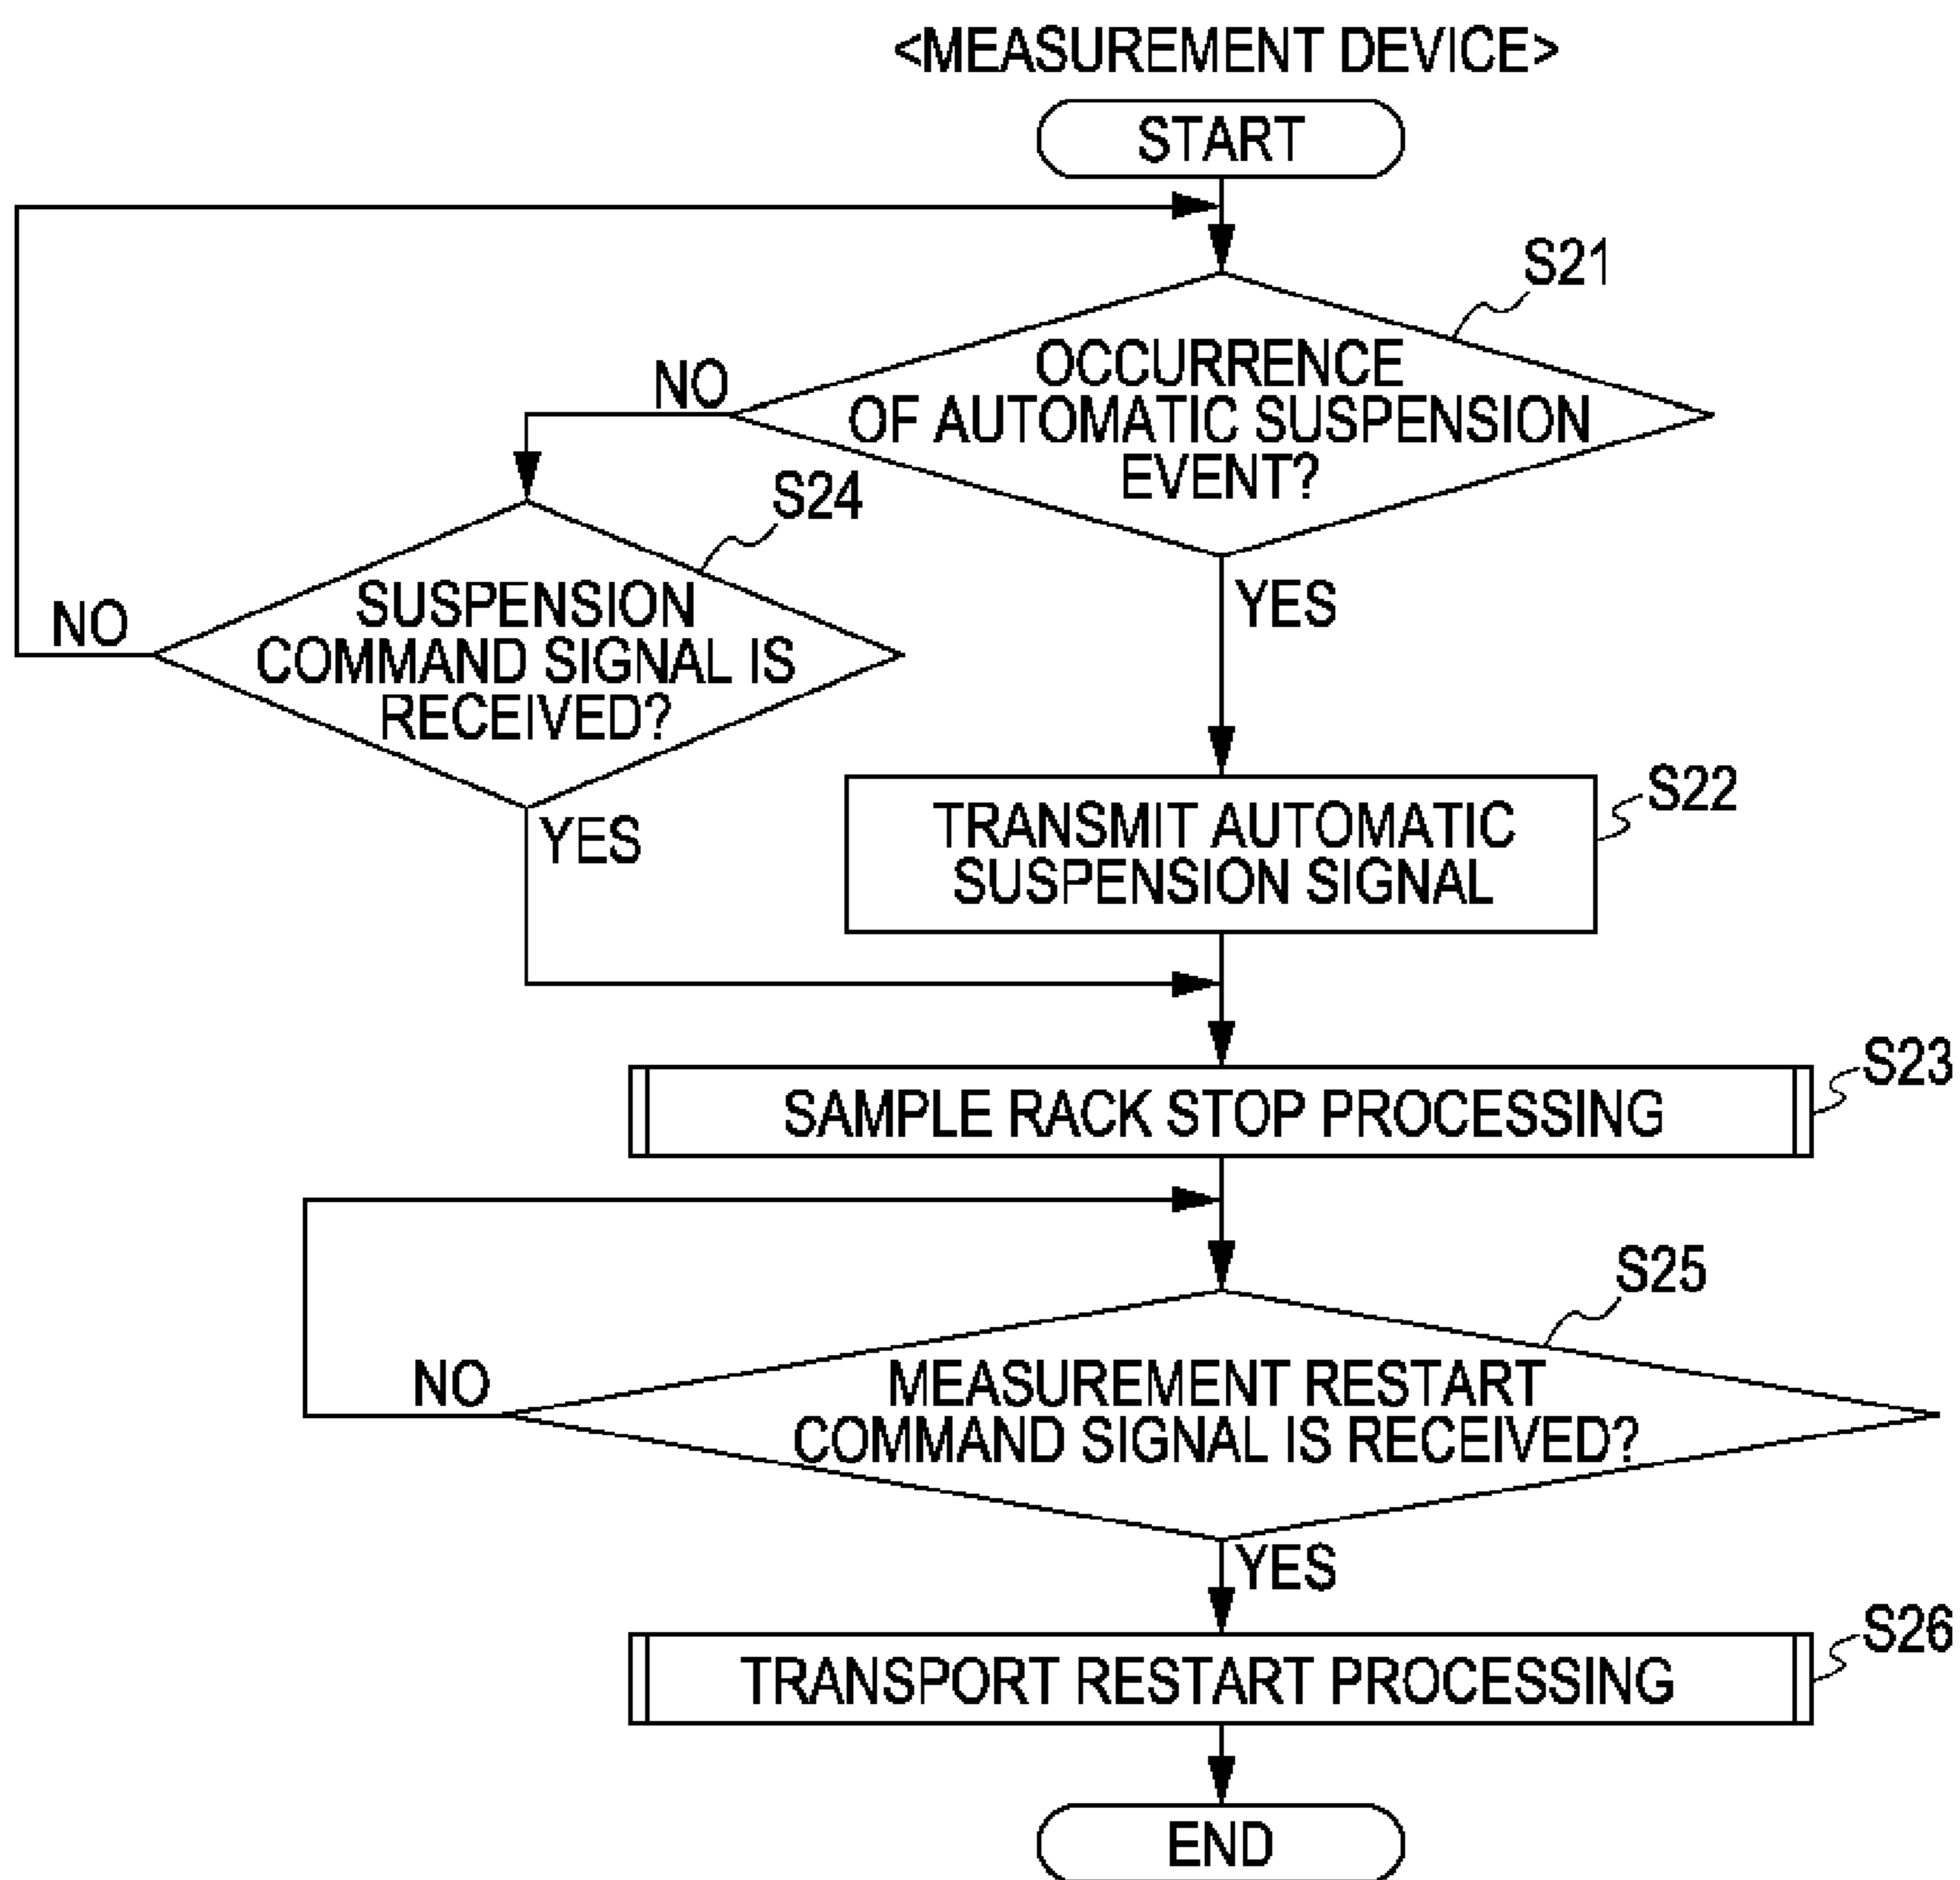 <MEASUREMENT DEVICE>
START
S21
OCCURRENCE
OF AUTOMATIC SUSPENSION
EVENT?
NO
YES
S24
SUSPENSION
COMMAND SIGNAL IS
RECEIVED?
NO
YES
S22
TRANSMIT AUTOMATIC
SUSPENSION SIGNAL
S23
SAMPLE RACK STOP PROCESSING
S25
MEASUREMENT RESTART
COMMAND SIGNAL IS RECEIVED?
NO
YES
S26
TRANSPORT RESTART PROCESSING
END